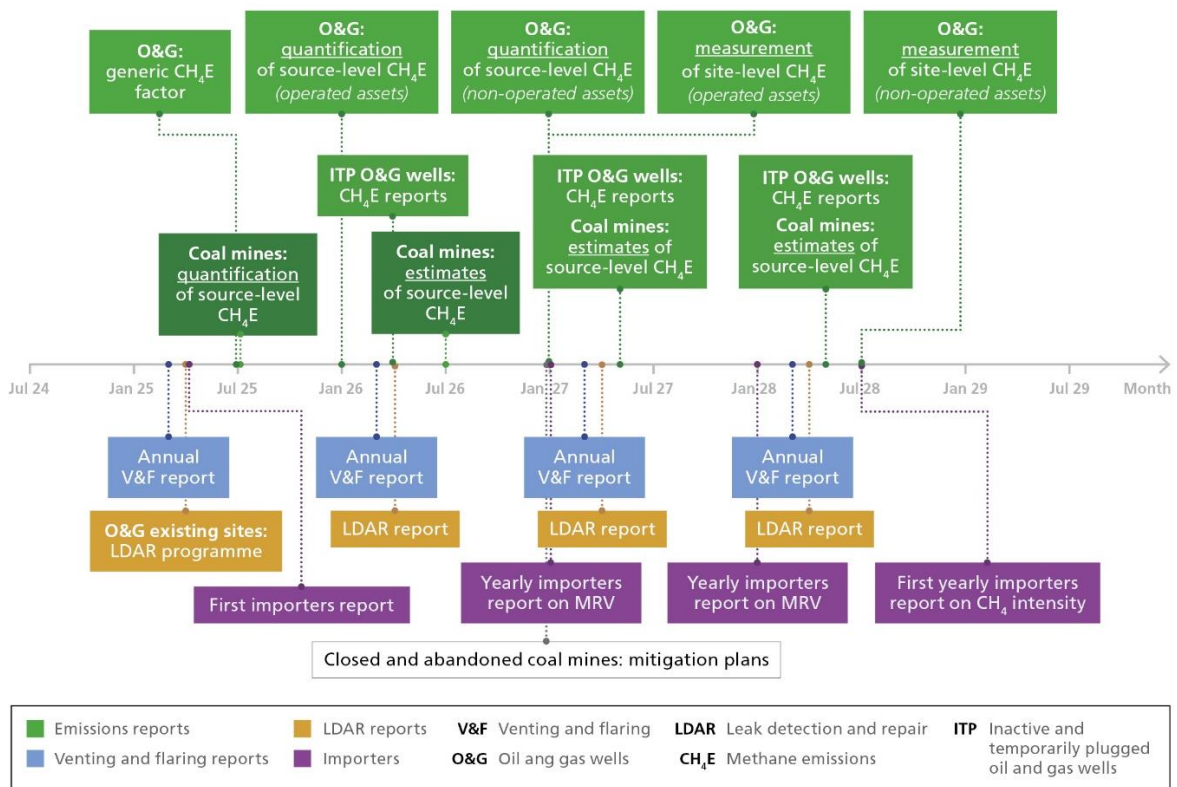 O&G:
generic CH₄E
factor
O&G:
quantification
of source-level CH₄E
(operated assets)
O&G:
quantification
of source-level CH₄E
(non-operated assets)
O&G:
measurement
of site-level CH₄E
(operated assets)
O&G:
measurement
of site-level CH₄E
(non-operated assets)
ITP O&G wells:
CH₄E reports
ITP O&G wells:
CH₄E reports
Coal mines:
estimates of
source-level CH₄E
ITP O&G wells:
CH₄E reports
Coal mines:
estimates of
source-level CH₄E
Coal mines:
quantification
of source-level
CH₄E
Coal mines:
estimates
of source-level
CH₄E
Jul 24 Jan 25 Jul 25 Jan 26 Jul 26 Jan 27 Jul 27 Jan 28 Jul 28 Jan 29 Jul 29 Month
Annual
V&F report
Annual
V&F report
Annual
V&F report
Annual
V&F report
O&G existing sites:
LDAR programme
LDAR report
LDAR report
LDAR report
First importers report
Yearly importers
report on MRV
Yearly importers
report on MRV
First yearly importers
report on CH₄ intensity
Closed and abandoned coal mines: mitigation plans
Emissions reports
Venting and flaring reports
LDAR reports
Importers
V&F Venting and flaring
O&G Oil ang gas wells
LDAR Leak detection and repair
CH₄E Methane emissions
ITP Inactive and
temporarily plugged
oil and gas wells